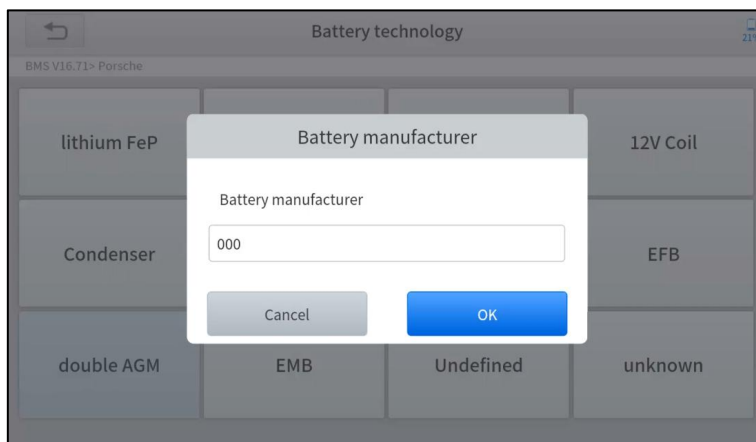 Battery technology
21%
BMS V16.71> Porsche
lithium FeP
12V Coil
Battery manufacturer
Battery manufacturer
000
Condenser
EFB
Cancel
OK
double AGM
EMB
Undefined
unknown